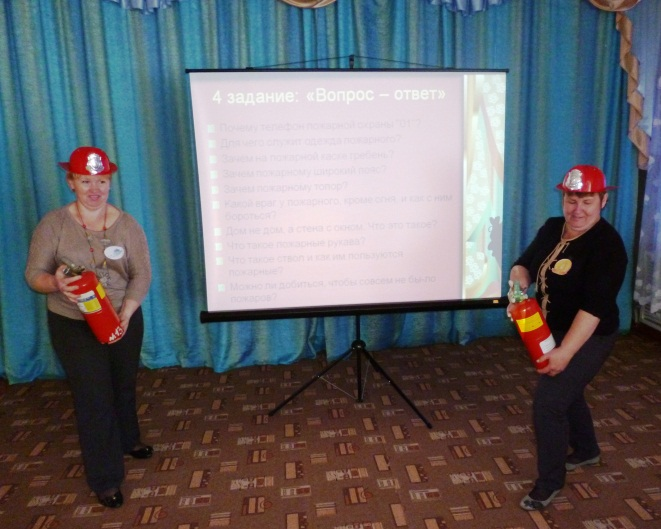 4 задание: «Вопрос – ответ»
Почему телефон пожарной охраны "01"?
Для чего служит одежда пожарного?
Зачем на пожарной каске гребень?
Зачем пожарному широкий пояс?
Зачем пожарному топор?
Какой враг у пожарного, кроме огня, и как с ним
бороться?
Дом не дом, а стена с окном. Что это такое?
Что такое пожарные рукава?
Что такое ствол и как им пользуются
пожарные?
Можно ли добиться, чтобы совсем не бы-ло
пожаров?